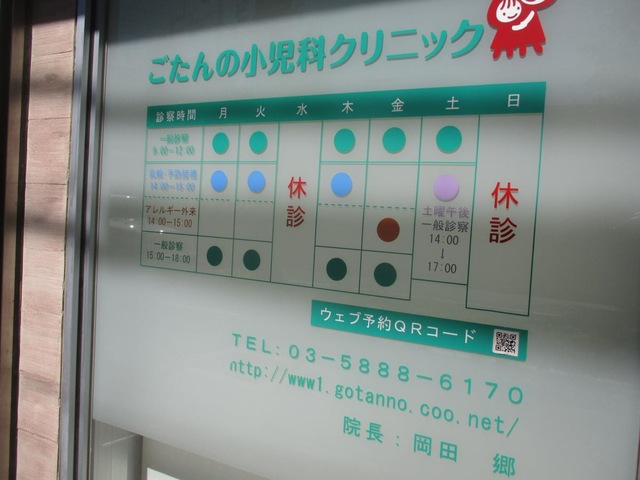 ごたんの小児科クリニック
診察時間 月 火 水 木 金 土 日
一般診察
9:00－12:00
乳健・予防接種
14:00－15:00
アレルギー外来
14:00－15:00
一般診察
15:00－18:00
休診
土曜午後
一般診察
14:00
↓
17:00
休診
ウェブ予約QRコード
TEL:03－5888－6170
http://www1.gotanno.coo.net/
院長：岡田 郷